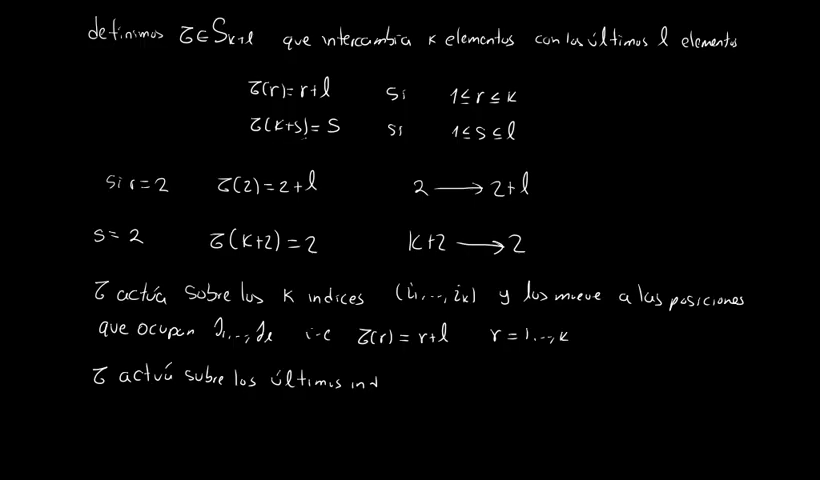 definimos τ∈S_{k+l} que intercambia k elementos con los últimos l elementos
τ(r)=r+l si 1≤r≤k
τ(k+s)=s si 1≤s≤l
si r=2 τ(2)=2+l 2 ⟶ 2+l
s=2 τ(k+2)=2 k+2 ⟶ 2
τ actúa sobre los k indices (i₁,...,iₖ) y los mueve a las posiciones
que ocupan J₁,...,Jₗ i-e τ(r)=r+l r=1,..,k
τ actuá sobre los últimos ind